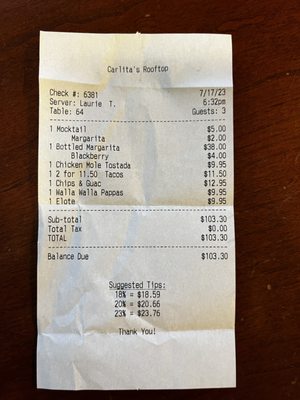 Carlita's Rooftop
Check #: 6381 7/17/23
Server: Laurie T. 6:32pm
Table: 64 Guests: 3
1 Mocktail $5.00
Margarita $2.00
1 Bottled Margarita $38.00
Blackberry $4.00
1 Chicken Mole Tostada $9.95
1 2 for 11.50 Tacos $11.50
1 Chips & Guac $12.95
1 Walla Walla Pappas $9.95
1 Elote $9.95
Sub-total $103.30
Total Tax $0.00
TOTAL $103.30
Balance Due $103.30
Suggested Tips:
18% = $18.59
20% = $20.66
23% = $23.76
Thank You!